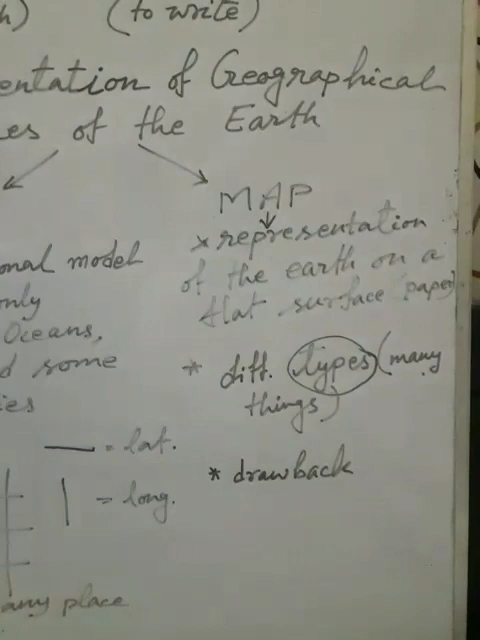 (to write)
entation of Geographical
es of the Earth
MAP
* representation
of the earth on a
flat surface (paper)
onal model
only
Oceans,
d some
ies
* diff. types (many
things)
— = lat.
| = long.
* drawback
any place